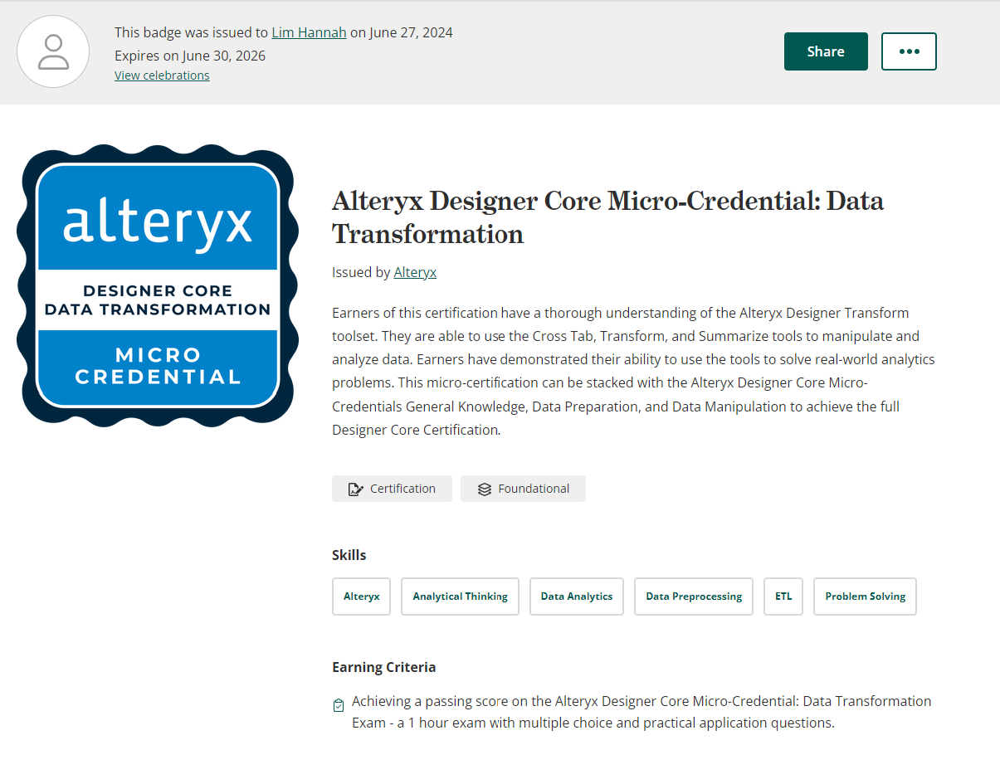 This badge was issued to Lim Hannah on June 27, 2024
Expires on June 30, 2026
View celebrations
Share
alteryx
DESIGNER CORE
DATA TRANSFORMATION
MICRO
CREDENTIAL
Alteryx Designer Core Micro-Credential: Data
Transformation
Issued by Alteryx
Earners of this certification have a thorough understanding of the Alteryx Designer Transform
toolset. They are able to use the Cross Tab, Transform, and Summarize tools to manipulate and
analyze data. Earners have demonstrated their ability to use the tools to solve real-world analytics
problems. This micro-certification can be stacked with the Alteryx Designer Core Micro-
Credentials General Knowledge, Data Preparation, and Data Manipulation to achieve the full
Designer Core Certification.
Certification Foundational
Skills
Alteryx Analytical Thinking Data Analytics Data Preprocessing ETL Problem Solving
Earning Criteria
Achieving a passing score on the Alteryx Designer Core Micro-Credential: Data Transformation
Exam - a 1 hour exam with multiple choice and practical application questions.